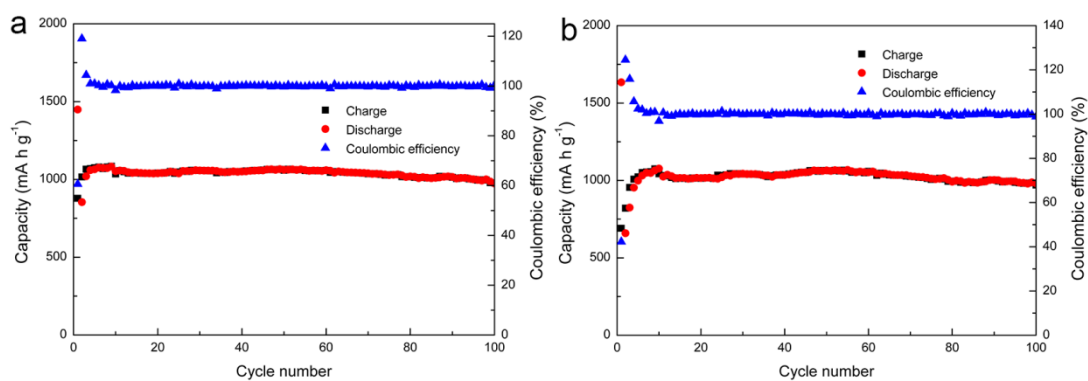 a
2000
1500
1000
500
0
Capacity (mA h g⁻¹)
Charge
Discharge
Coulombic efficiency
120
100
80
60
40
20
0
Coulombic efficiency (%)
0 20 40 60 80 100
Cycle number
b
2000
1500
1000
500
0
Capacity (mA h g⁻¹)
Charge
Discharge
Coulombic efficiency
140
120
100
80
60
40
20
0
Coulombic efficiency (%)
0 20 40 60 80 100
Cycle number